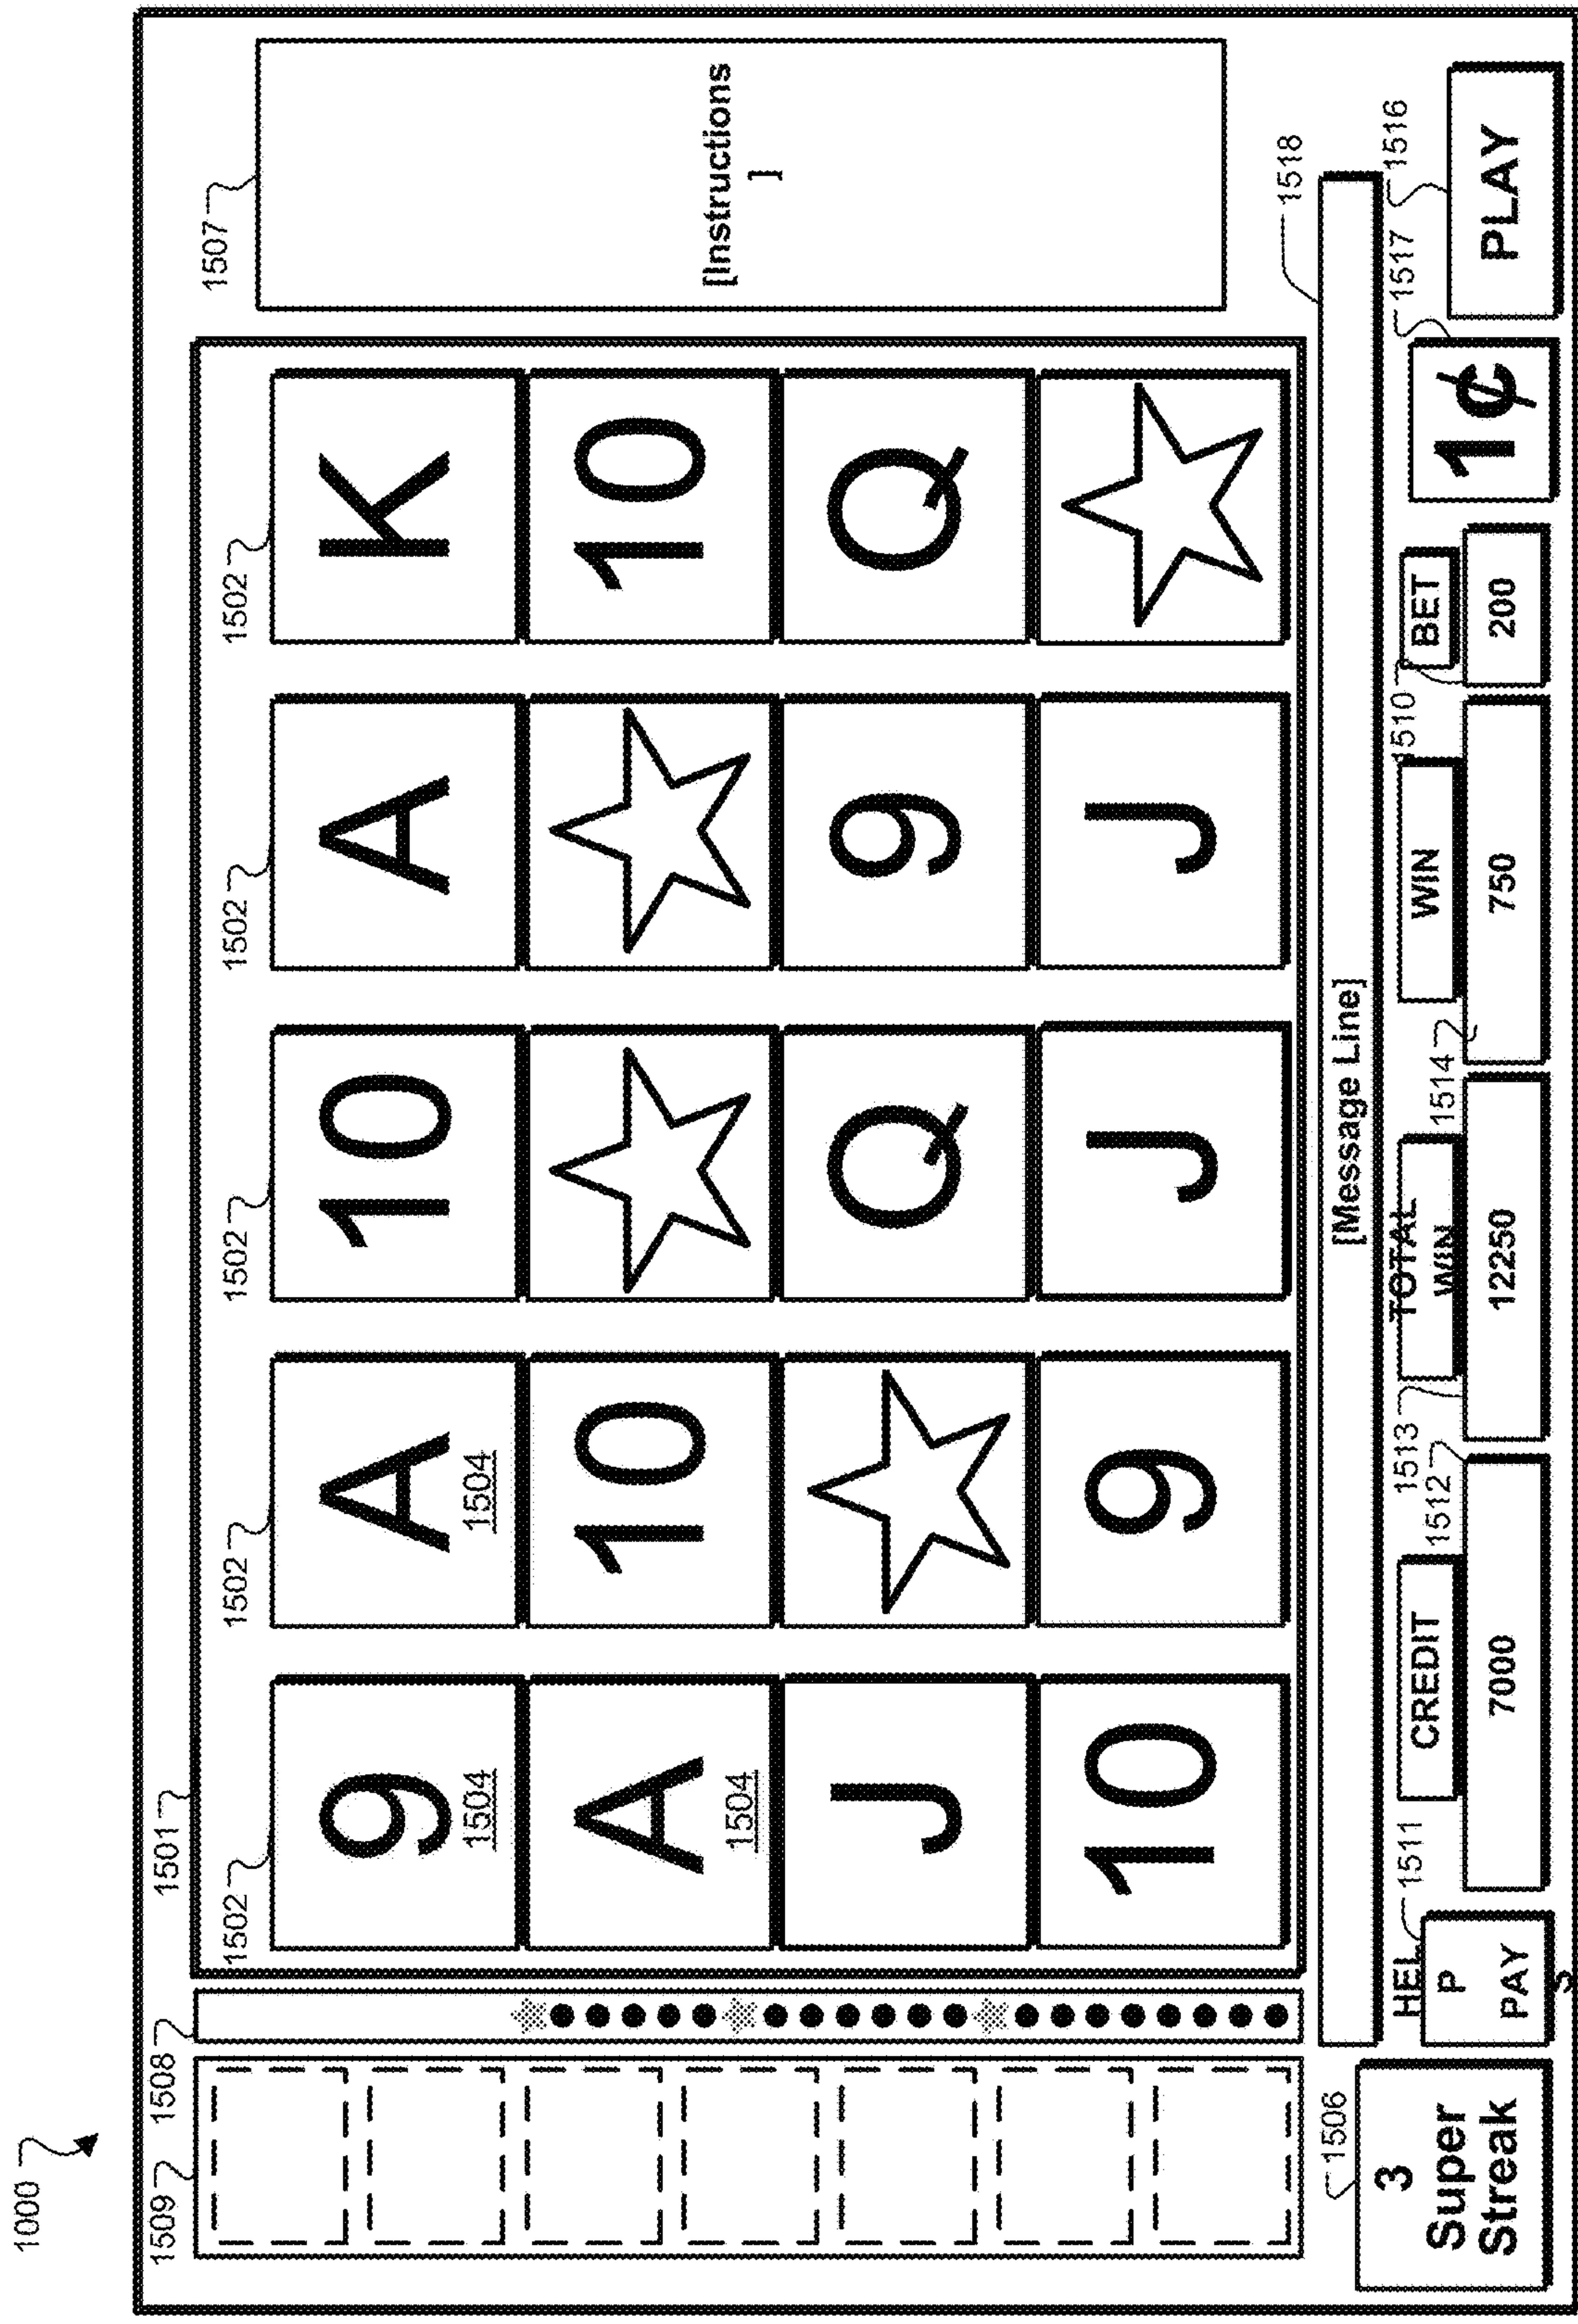 1000
1509
1508
1501
1502
1502
1502
1502
1502
1507
9
1504
A
1504
10
A
K
A
1504
10
10
J
Q
9
Q
[Instructions
]
10
9
J
J
1518
[Message Line]
1506
3
Super
Streak
HEL
P
PAY
S
1511
CREDIT
7000
1512
1513
TOTAL
WIN
12250
1514
WIN
750
1510
BET
200
1¢
1517
1516
PLAY